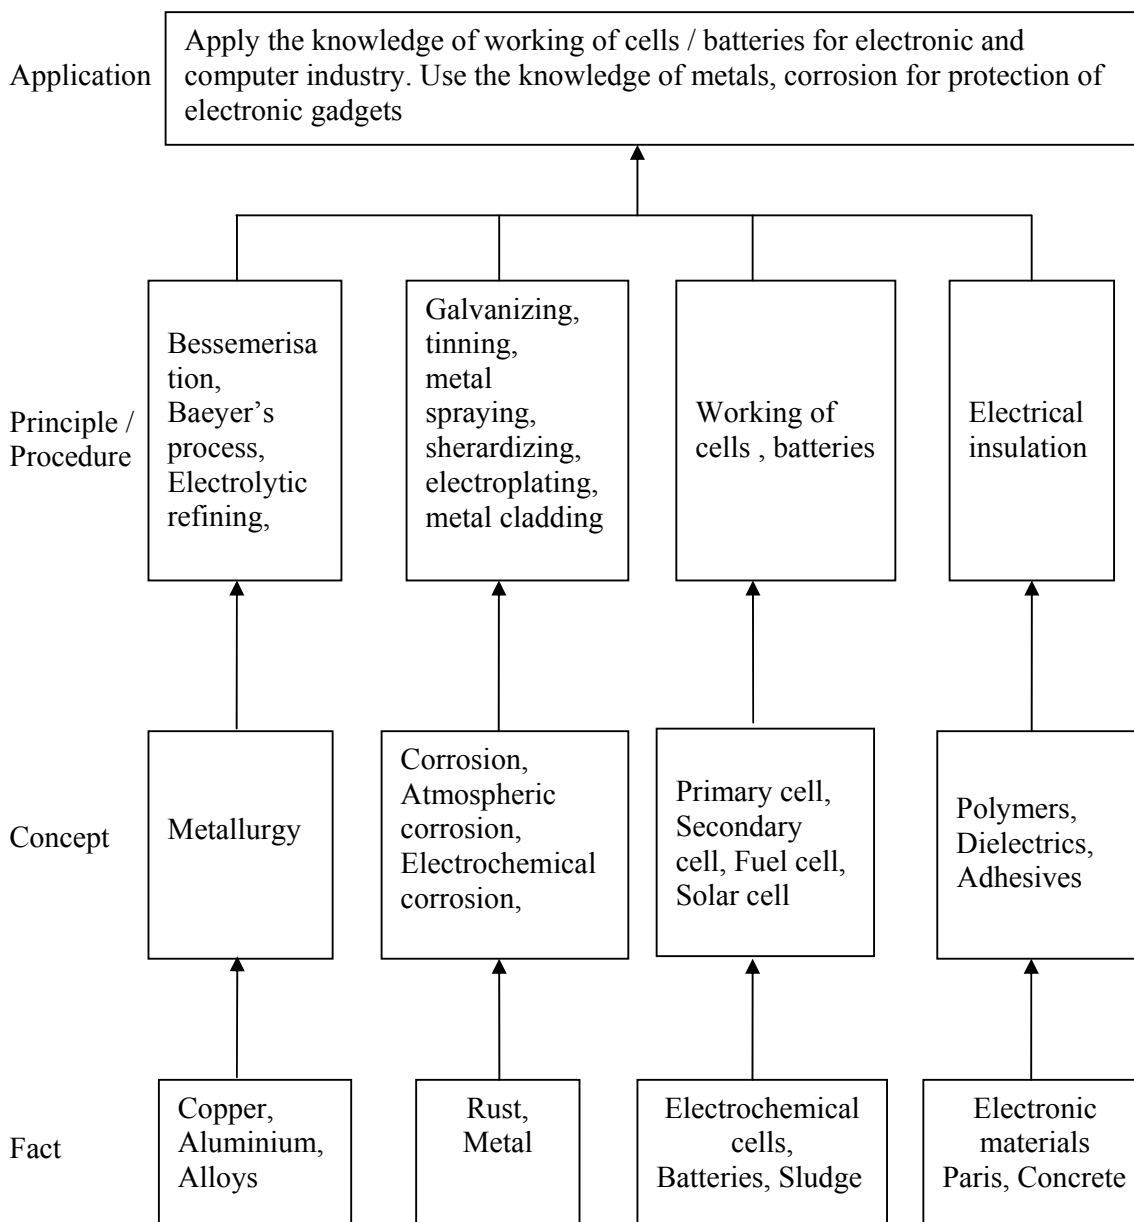 Application
Apply the knowledge of working of cells / batteries for electronic and
computer industry. Use the knowledge of metals, corrosion for protection of
electronic gadgets
Principle /
Procedure
Bessemerisa
tion,
Baeyer’s
process,
Electrolytic
refining,
Galvanizing,
tinning,
metal
spraying,
sherardizing,
electroplating,
metal cladding
Working of
cells , batteries
Electrical
insulation
Concept
Metallurgy
Corrosion,
Atmospheric
corrosion,
Electrochemical
corrosion,
Primary cell,
Secondary
cell, Fuel cell,
Solar cell
Polymers,
Dielectrics,
Adhesives
Fact
Copper,
Aluminium,
Alloys
Rust,
Metal
Electrochemical
cells,
Batteries, Sludge
Electronic
materials
Paris, Concrete